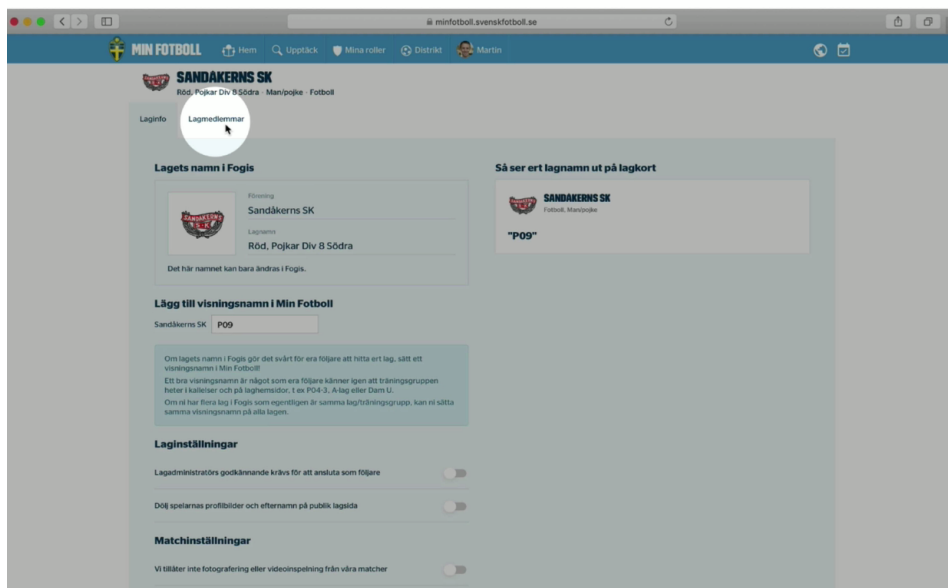 minfotboll.svenskfotboll.se
MIN FOTBOLL Hem Upptäck Mina roller Distrikt Martin
SANDÅKERNS SK
Röd, Pojkar Div 8 Södra · Man/pojke · Fotboll
Laginfo Lagmedlemmar
Lagets namn i Fogis
SANDÅKERNS
S.K
Förening
Sandåkerns SK
Lagnamn
Röd, Pojkar Div 8 Södra
Det här namnet kan bara ändras i Fogis.
Lägg till visningsnamn i Min Fotboll
Sandåkerns SK P09
Om lagets namn i Fogis gör det svårt för era följare att hitta ert lag, sätt ett
visningsnamn i Min Fotboll!
Ett bra visningsnamn är något som era följare känner igen att träningsgruppen
heter i kallelser och på laghemsidor, t ex P04-3, A-lag eller Dam U.
Om ni har flera lag i Fogis som egentligen är samma lag/träningsgrupp, kan ni sätta
samma visningsnamn på alla lagen.
Laginställningar
Lagadministratörs godkännande krävs för att ansluta som följare
Dölj spelarnas profilbilder och efternamn på publik lagsida
Matchinställningar
Vi tillåter inte fotografering eller videoinspelning från våra matcher
Så ser ert lagnamn ut på lagkort
SANDÅKERNS SK
Fotboll, Man/pojke
"P09"